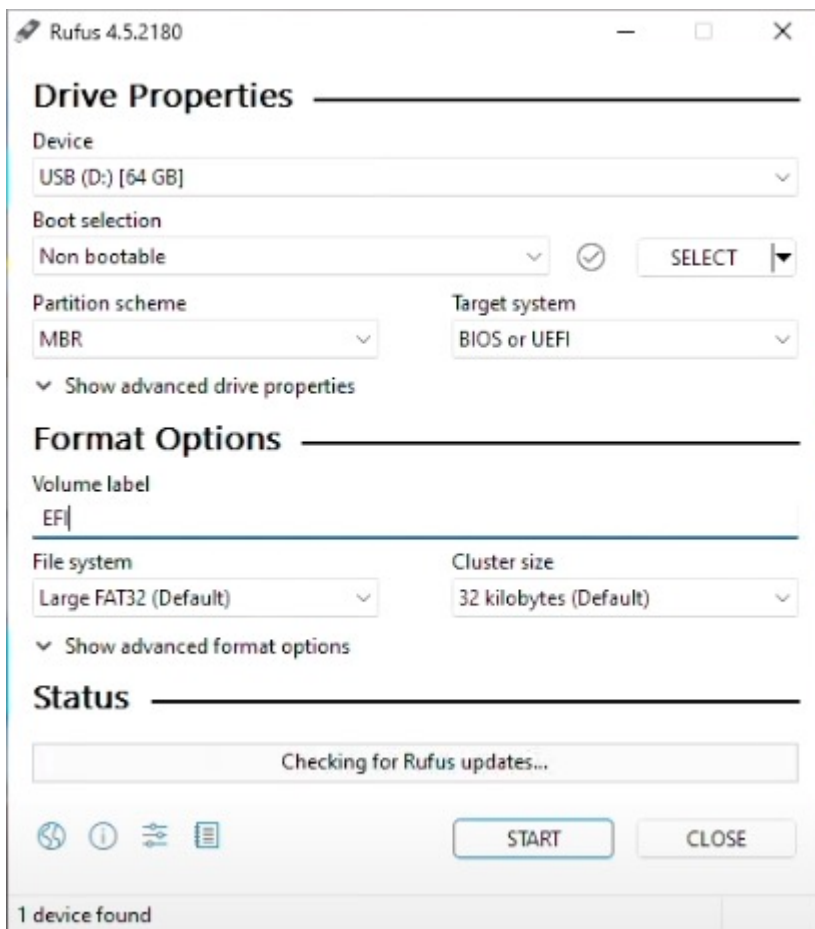 Rufus 4.5.2180
Drive Properties
Device
USB (D:) [64 GB]
Boot selection
Non bootable
SELECT
Partition scheme
Target system
MBR
BIOS or UEFI
Show advanced drive properties
Format Options
Volume label
EFI
File system
Cluster size
Large FAT32 (Default)
32 kilobytes (Default)
Show advanced format options
Status
Checking for Rufus updates...
START
CLOSE
1 device found